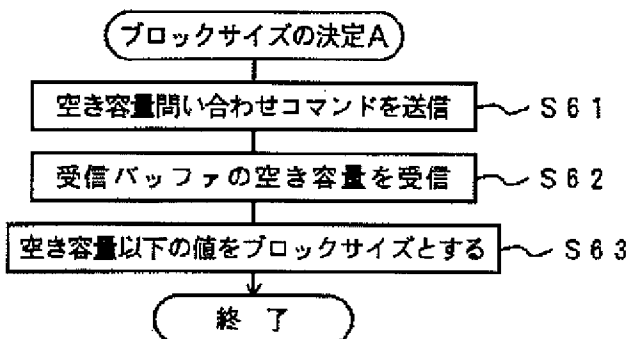 ブロックサイズの決定A
空き容量問い合わせコマンドを送信 S61
受信バッファの空き容量を受信 S62
空き容量以下の値をブロックサイズとする S63
終了